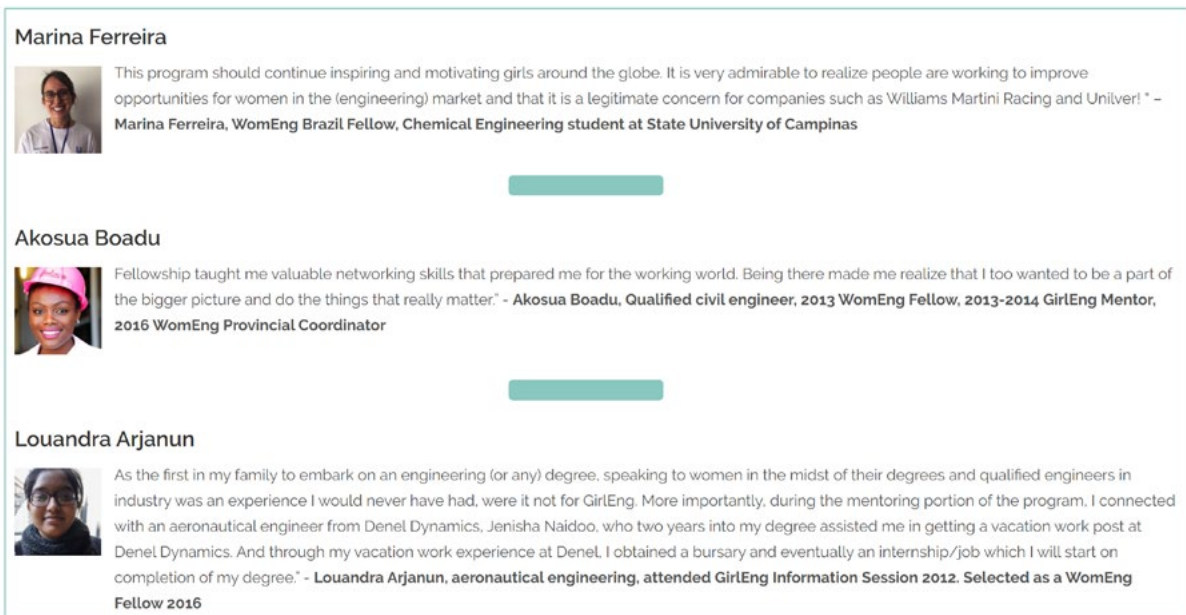 Marina Ferreira
This program should continue inspiring and motivating girls around the globe. It is very admirable to realize people are working to improve
opportunities for women in the (engineering) market and that it is a legitimate concern for companies such as Williams Martini Racing and Unilver! " –
Marina Ferreira, WomEng Brazil Fellow, Chemical Engineering student at State University of Campinas
Akosua Boadu
Fellowship taught me valuable networking skills that prepared me for the working world. Being there made me realize that I too wanted to be a part of
the bigger picture and do the things that really matter." - Akosua Boadu, Qualified civil engineer, 2013 WomEng Fellow, 2013-2014 GirlEng Mentor,
2016 WomEng Provincial Coordinator
Louandra Arjanun
As the first in my family to embark on an engineering (or any) degree, speaking to women in the midst of their degrees and qualified engineers in
industry was an experience I would never have had, were it not for GirlEng. More importantly, during the mentoring portion of the program, I connected
with an aeronautical engineer from Denel Dynamics, Jenisha Naidoo, who two years into my degree assisted me in getting a vacation work post at
Denel Dynamics. And through my vacation work experience at Denel, I obtained a bursary and eventually an internship/job which I will start on
completion of my degree." - Louandra Arjanun, aeronautical engineering, attended GirlEng Information Session 2012. Selected as a WomEng
Fellow 2016